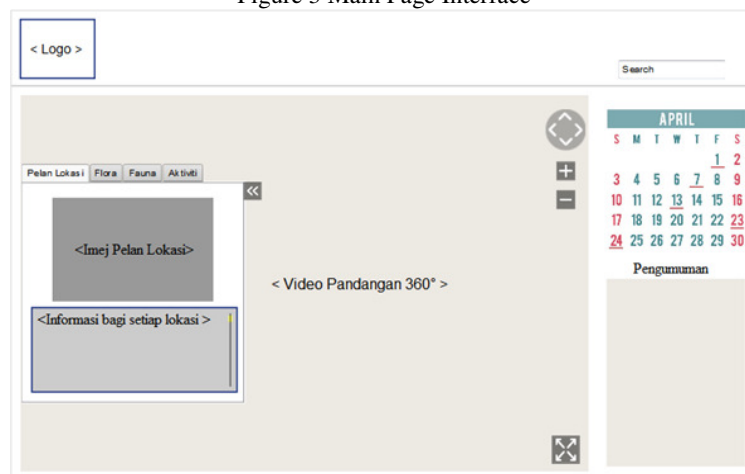 Figure 3 Main Page Interface
< Logo >
Search
Pelan Lokasi Flora Fauna Aktiviti
<Imej Pelan Lokasi>
<Informasi bagi setiap lokasi >
< Video Pandangan 360° >
APRIL
S M T W T F S
1 2
3 4 5 6 7 8 9
10 11 12 13 14 15 16
17 18 19 20 21 22 23
24 25 26 27 28 29 30
Pengumuman